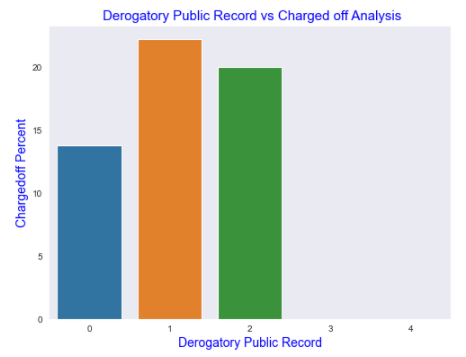 Derogatory Public Record vs Charged off Analysis
20
15
10
5
0
Chargedoff Percent
0 1 2 3 4
Derogatory Public Record